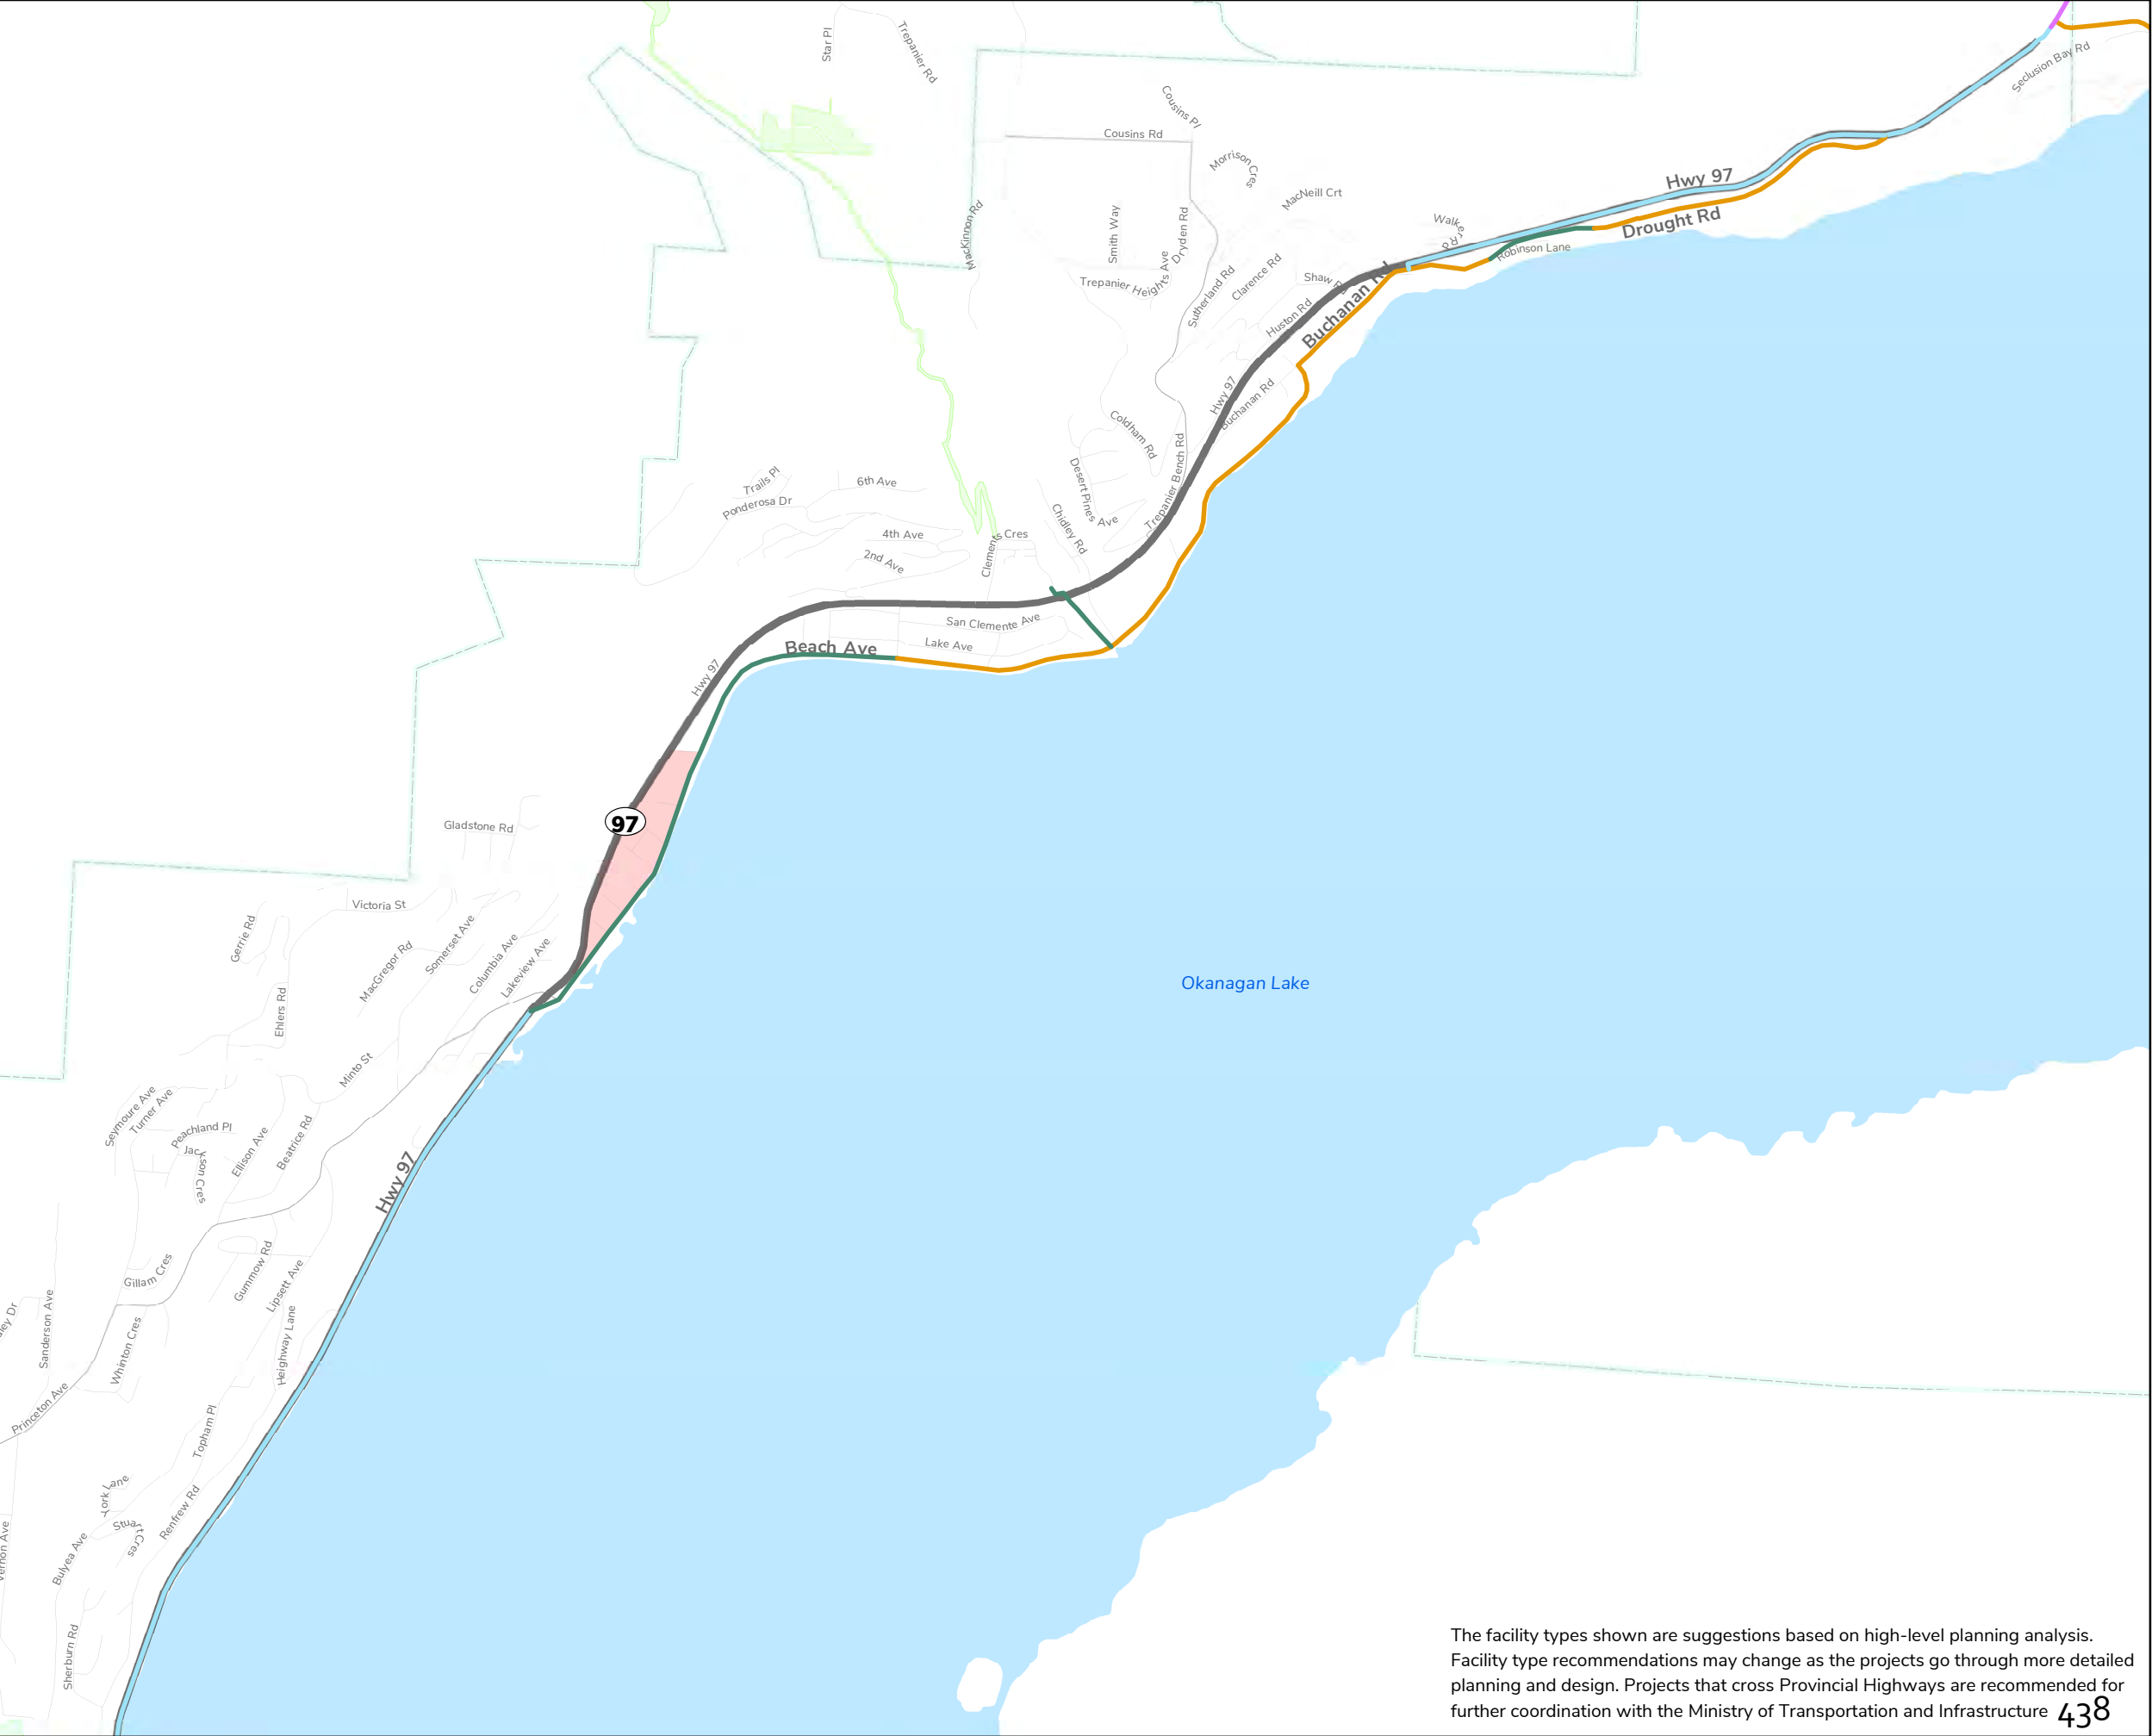 Star Pl
Trepanier Rd
Seclusion Bay Rd
Cousins Pl
Cousins Rd
Morrison Cres
MacNeill Crt
Hwy 97
MacKinnon Rd
Smith Way
Dryden Rd
Walker Rd
Drought Rd
Robinson Lane
Trepanier Heights Ave
Sutherland Rd
Clarence Rd
Shaw Rd
Huston Rd
Buchanan Rd
Hwy 97
Buchanan Rd
Coldham Rd
Desert Pines Ave
Trepanier Bench Rd
Trails Pl
Ponderosa Dr
6th Ave
4th Ave
2nd Ave
Clements Cres
Chidley Rd
San Clemente Ave
Lake Ave
Beach Ave
Hwy 97
97
Gladstone Rd
Victoria St
Gerrie Rd
MacGregor Rd
Somerset Ave
Columbia Ave
Lakeview Ave
Okanagan Lake
Ehlers Rd
Minto St
Seymoure Ave
Turner Ave
Peachland Pl
Jackson Cres
Ellison Ave
Beatrice Rd
Hwy 97
Gillam Cres
Gummow Rd
Lipsett Ave
Heighway Lane
Sanderson Ave
Whinton Cres
Princeton Ave
Topham Pl
York Lane
Stuart Cres
Renfrew Rd
Bulyea Ave
Sherburn Rd
The facility types shown are suggestions based on high-level planning analysis.
Facility type recommendations may change as the projects go through more detailed
planning and design. Projects that cross Provincial Highways are recommended for
further coordination with the Ministry of Transportation and Infrastructure 438